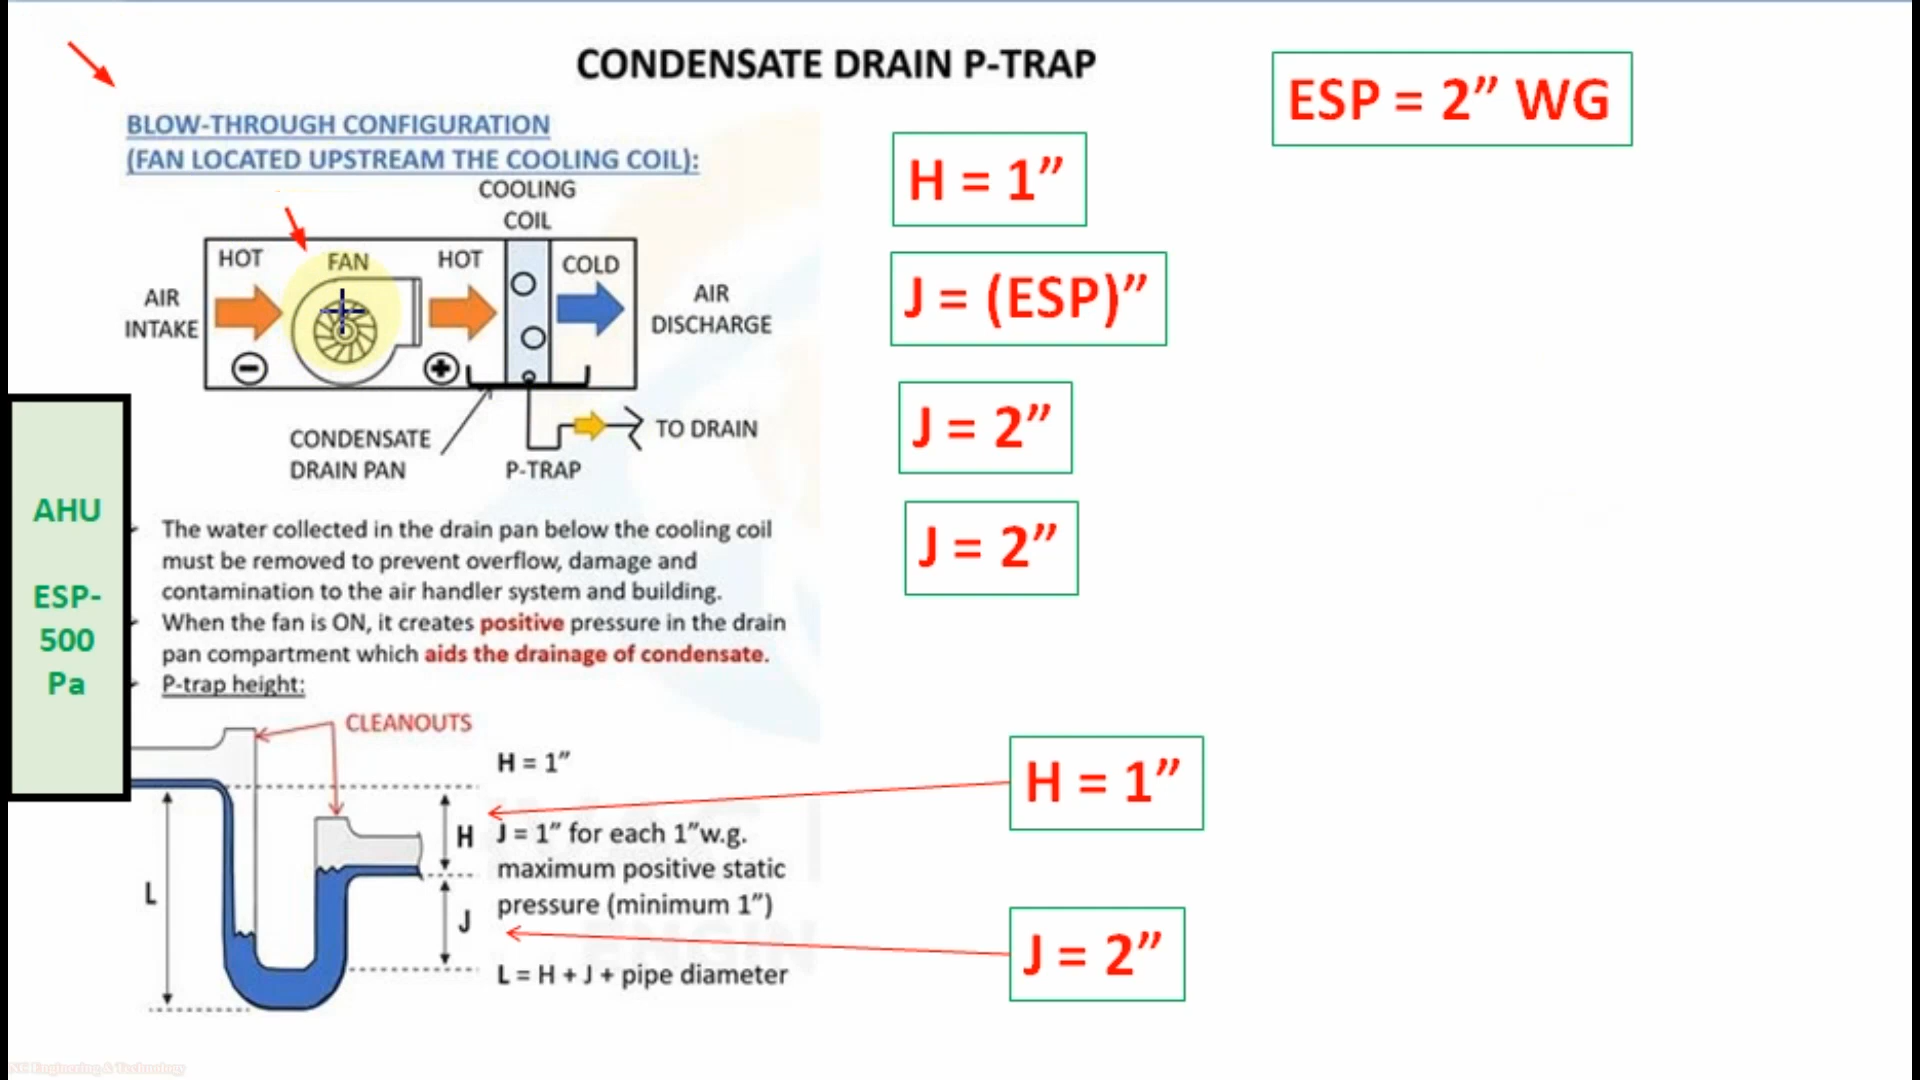 CONDENSATE DRAIN P-TRAP
ESP = 2” WG
BLOW-THROUGH CONFIGURATION
(FAN LOCATED UPSTREAM THE COOLING COIL):
COOLING
COIL
HOT
FAN
HOT
COLD
AIR
INTAKE
AIR
DISCHARGE
CONDENSATE
DRAIN PAN
P-TRAP
TO DRAIN
H = 1”
J = (ESP)”
J = 2”
J = 2”
AHU
ESP-
500
Pa
The water collected in the drain pan below the cooling coil
must be removed to prevent overflow, damage and
contamination to the air handler system and building.
When the fan is ON, it creates positive pressure in the drain
pan compartment which aids the drainage of condensate.
P-trap height:
CLEANOUTS
H = 1”
H
J = 1” for each 1”w.g.
maximum positive static
pressure (minimum 1”)
L
J
L = H + J + pipe diameter
H = 1”
J = 2”
ENGIN
Engineering & Technology